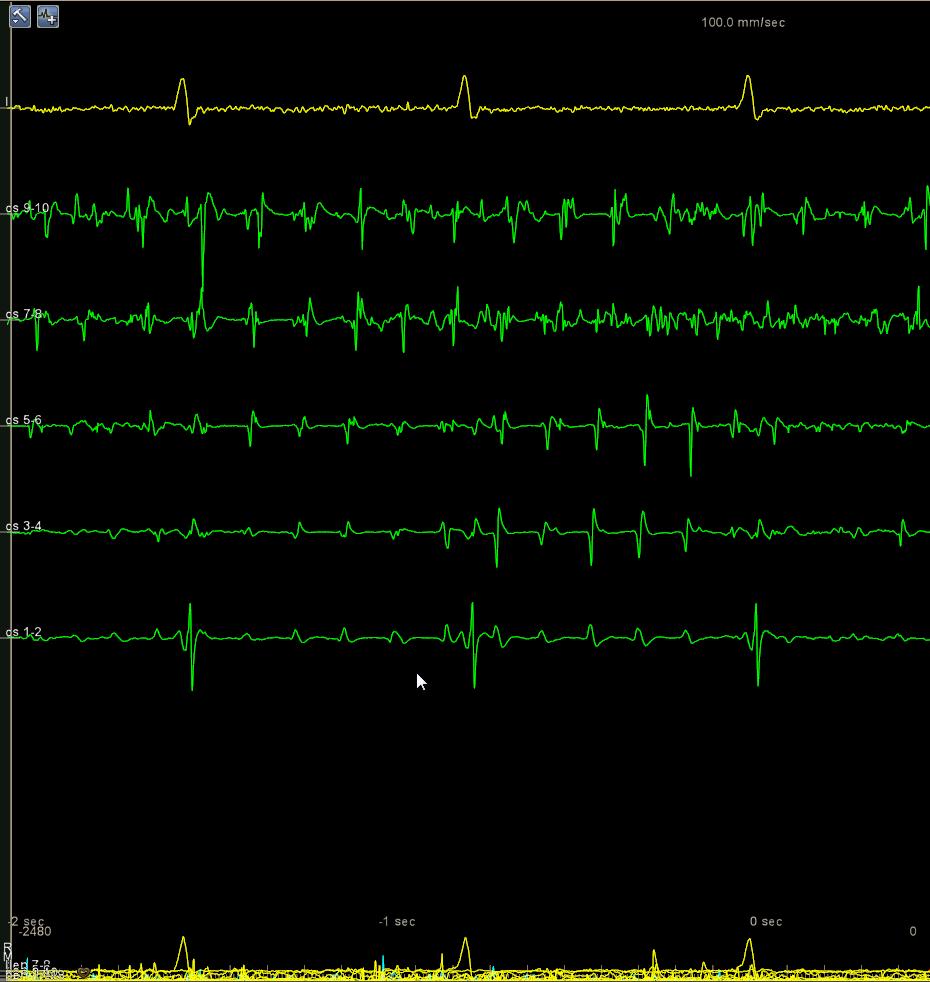 100.0 mm/sec
I
cs 9-10
cs 7-8
cs 5-6
cs 3-4
cs 1-2
-2 sec
-1 sec
0 sec
-2480
0